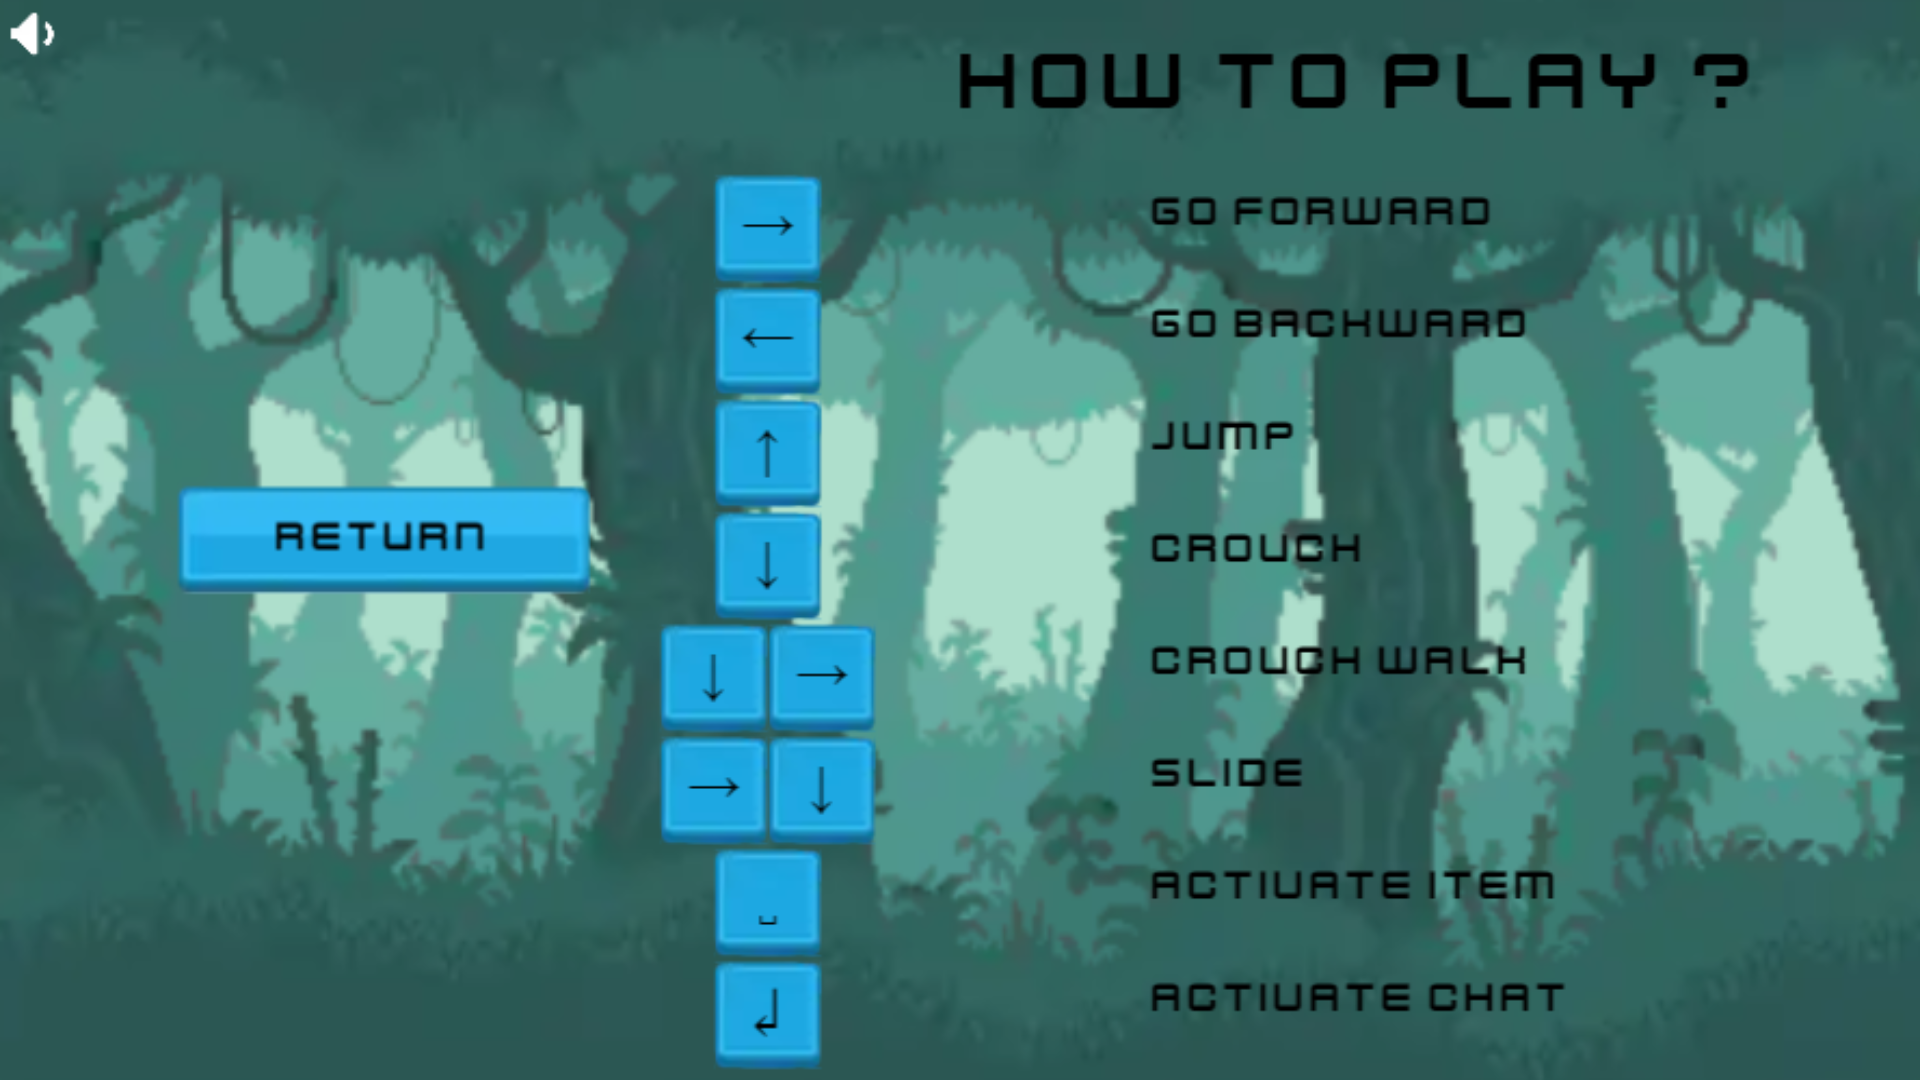 HOW TO PLAY ?
→ GO FORWARD
← GO BACKWARD
↑ JUMP
↓ CROUCH
RETURN
↓ → CROUCH WALK
→ ↓ SLIDE
␣ ACTIVATE ITEM
↲ ACTIVATE CHAT